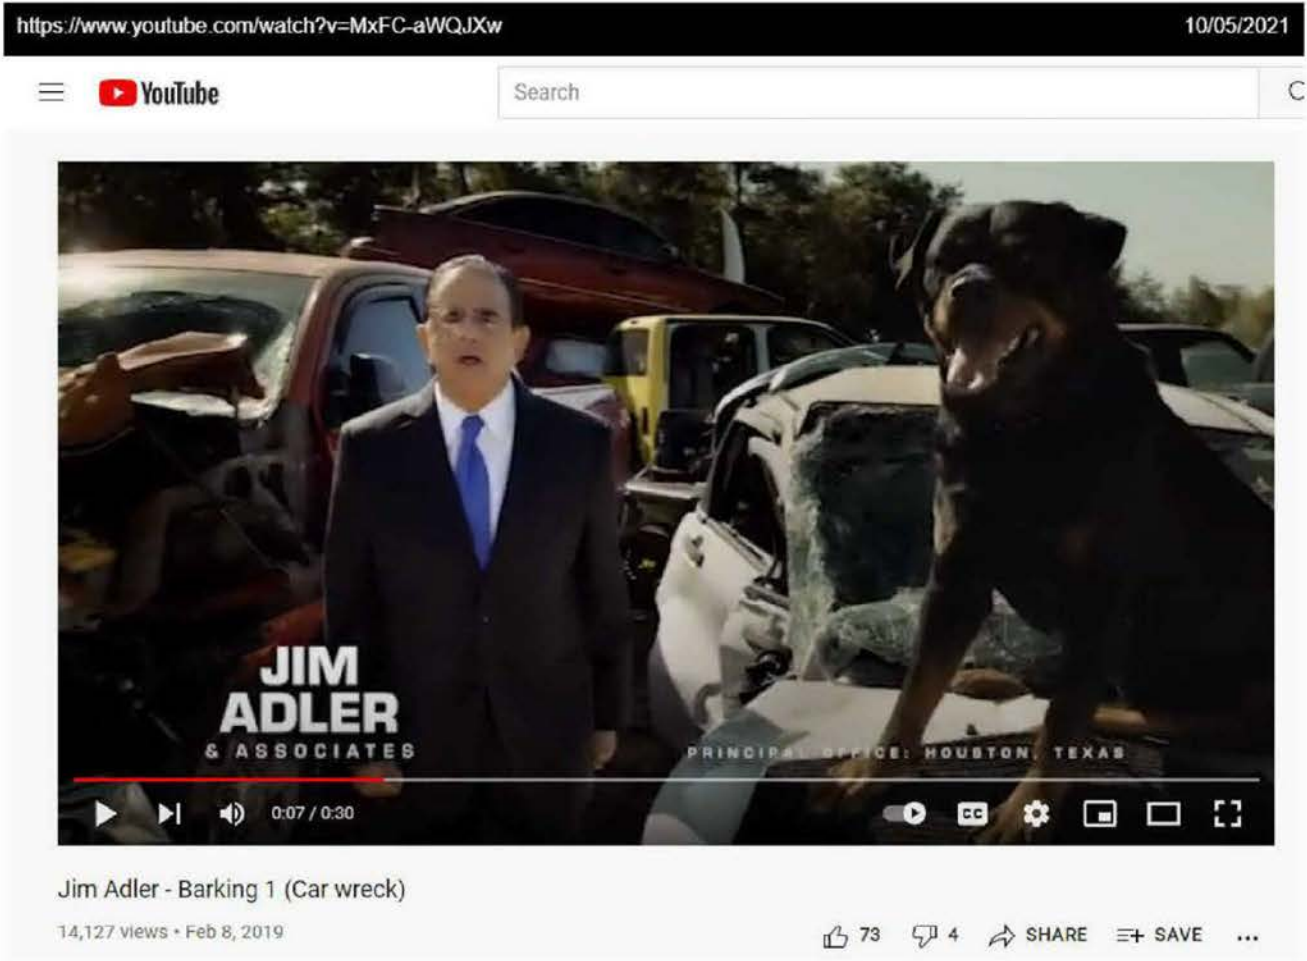 https://www.youtube.com/watch?v=MxFC-aWQJXw 10/05/2021
YouTube
Search
JIM
ADLER
& ASSOCIATES
PRINCIPAL OFFICE: HOUSTON, TEXAS
0:07 / 0:30
CC
Jim Adler - Barking 1 (Car wreck)
14,127 views • Feb 8, 2019
73 4 SHARE SAVE ...